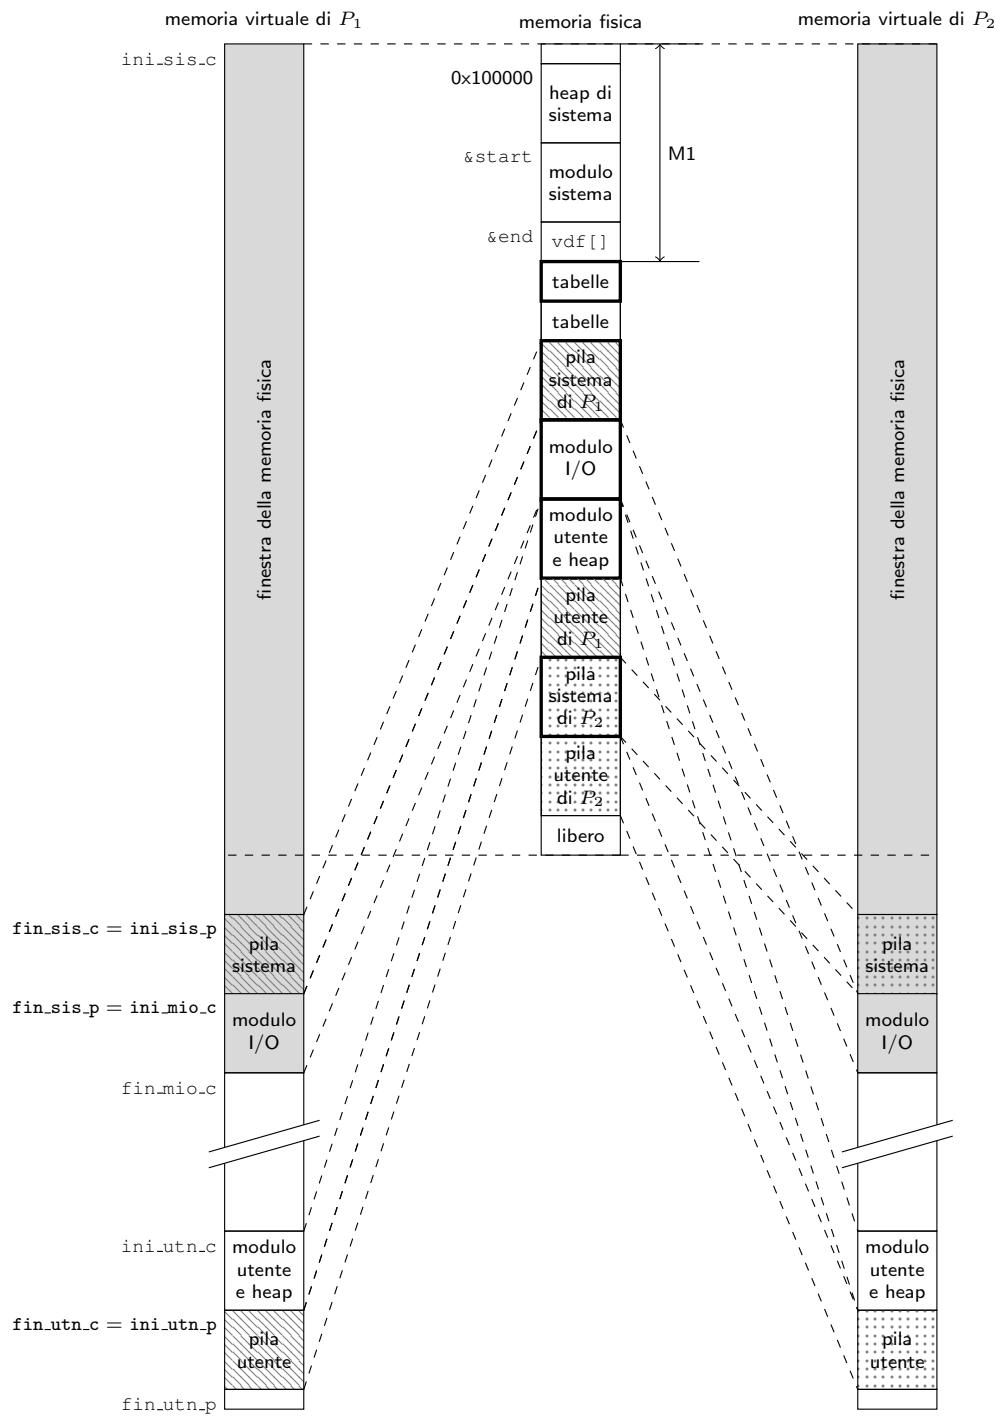 memoria virtuale di P1
memoria fisica
memoria virtuale di P2
ini_sis_c
0x100000
heap di
sistema
&start
M1
modulo
sistema
&end
vdf[]
tabelle
tabelle
pila
sistema
di P1
finestra della memoria fisica
finestra della memoria fisica
modulo
I/O
modulo
utente
e heap
pila
utente
di P1
pila
sistema
di P2
pila
utente
di P2
libero
fin_sis_c = ini_sis_p
pila
sistema
pila
sistema
fin_sis_p = ini_mio_c
modulo
I/O
modulo
I/O
fin_mio_c
ini_utn_c
modulo
utente
e heap
modulo
utente
e heap
fin_utn_c = ini_utn_p
pila
utente
pila
utente
fin_utn_p